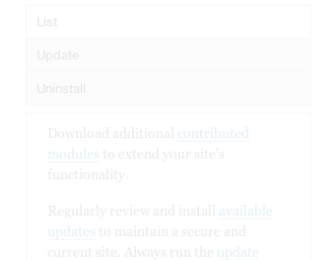 List
Update
Uninstall
Download additional contributed
modules to extend your site's
functionality.
Regularly review and install available
updates to maintain a secure and
current site. Always run the update